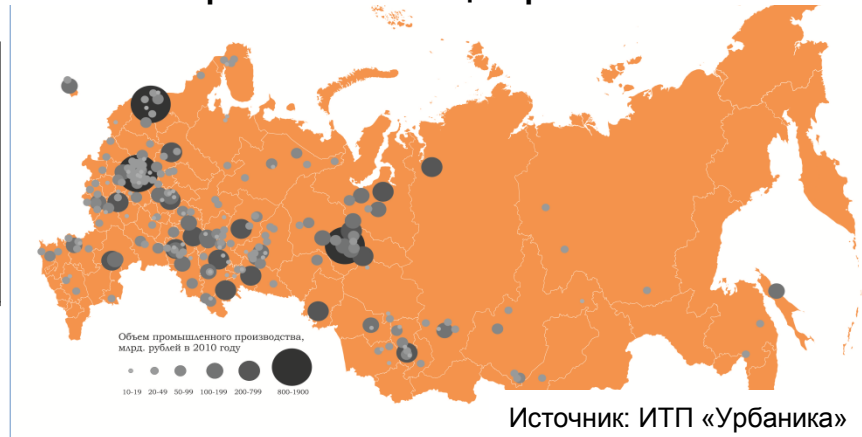 Объем промышленного производства,
млрд. рублей в 2010 году
10-19 20-49 50-99 100-199 200-799 800-1900
Источник: ИТП «Урбаника»